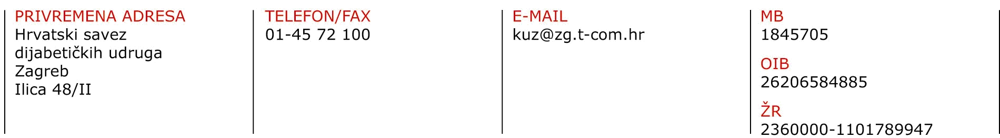 PRIVREMENA ADRESA
Hrvatski savez
dijabetičkih udruga
Zagreb
Ilica 48/II
TELEFON/FAX
01-45 72 100
E-MAIL
kuz@zg.t-com.hr
MB
1845705
OIB
26206584885
ŽR
2360000-1101789947